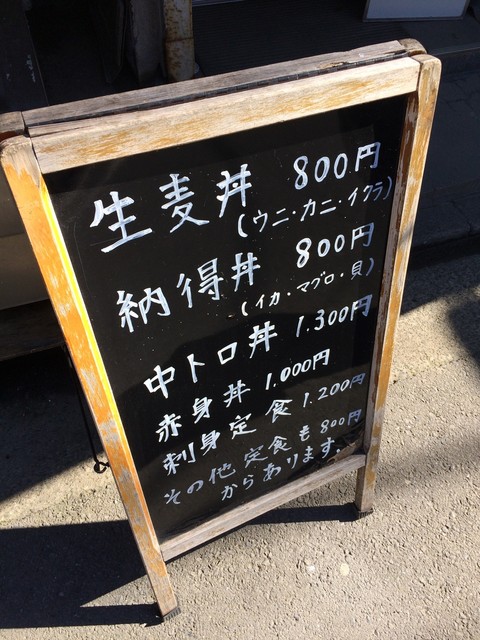 生麦丼 800円
(ウニ・カニ・イクラ)
納得丼 800円
(イカ・マグロ・貝)
中トロ丼 1.300円
赤身丼 1.000円
刺身定食 1.200円
その他定食も800円
からあります.